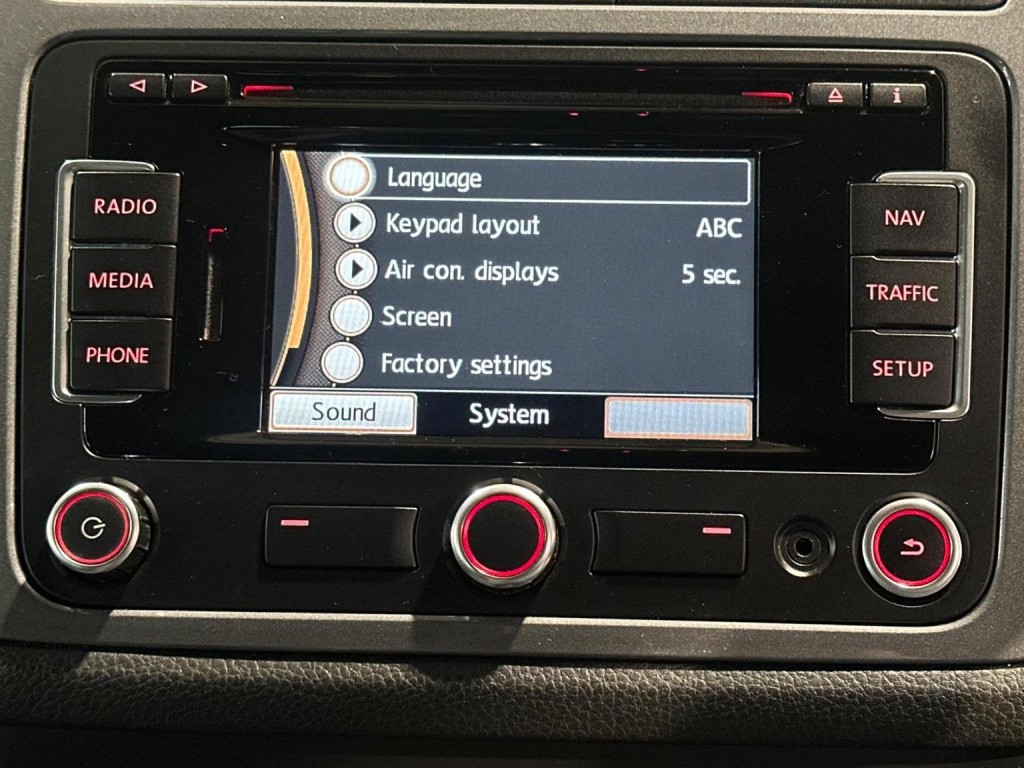 i
RADIO
MEDIA
PHONE
Language
Keypad layout ABC
Air con. displays 5 sec.
Screen
Factory settings
Sound System
NAV
TRAFFIC
SETUP